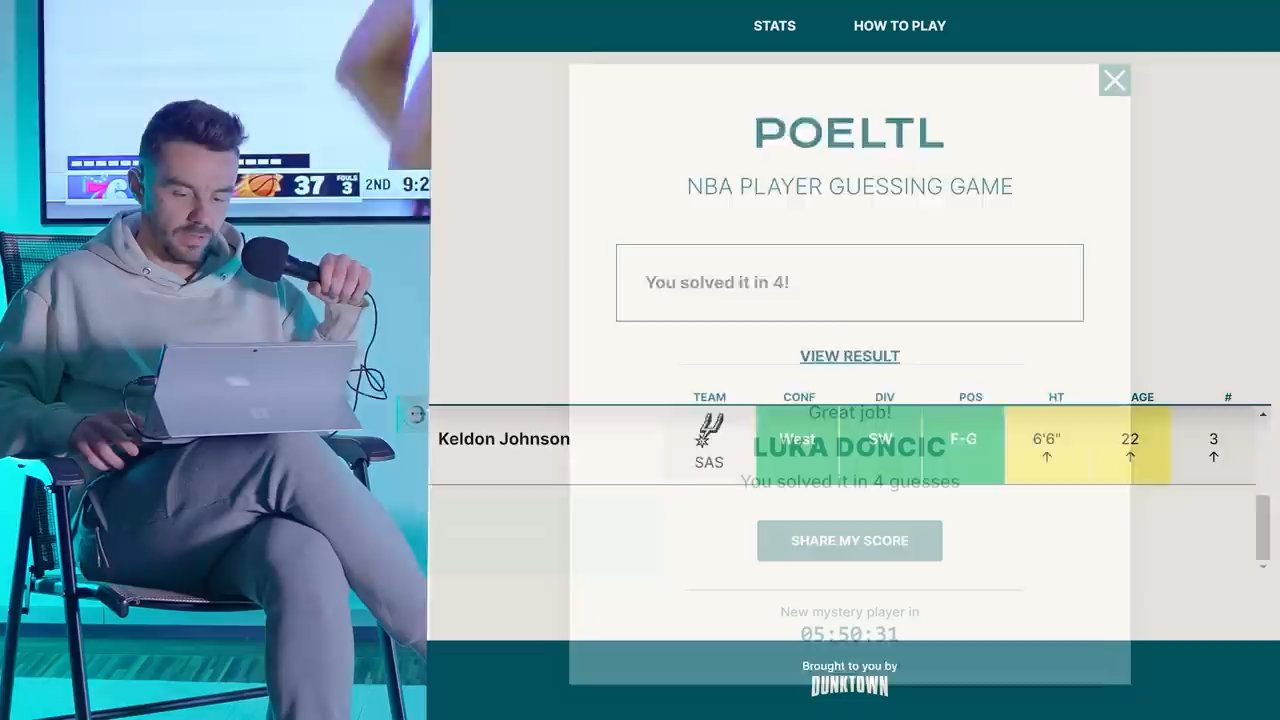 STATS
HOW TO PLAY
POELTL
NBA PLAYER GUESSING GAME
You solved it in 4!
VIEW RESULT
TEAM CONF DIV POS HT AGE #
Great job!
Keldon Johnson SAS West SW F-G 6'6" ↑ 22 ↑ 3 ↑
LUKA DONCIC
You solved it in 4 guesses
SHARE MY SCORE
New mystery player in
05:50:31
Brought to you by
DUNKTOWN
37 FOULS 3 2ND 9:2